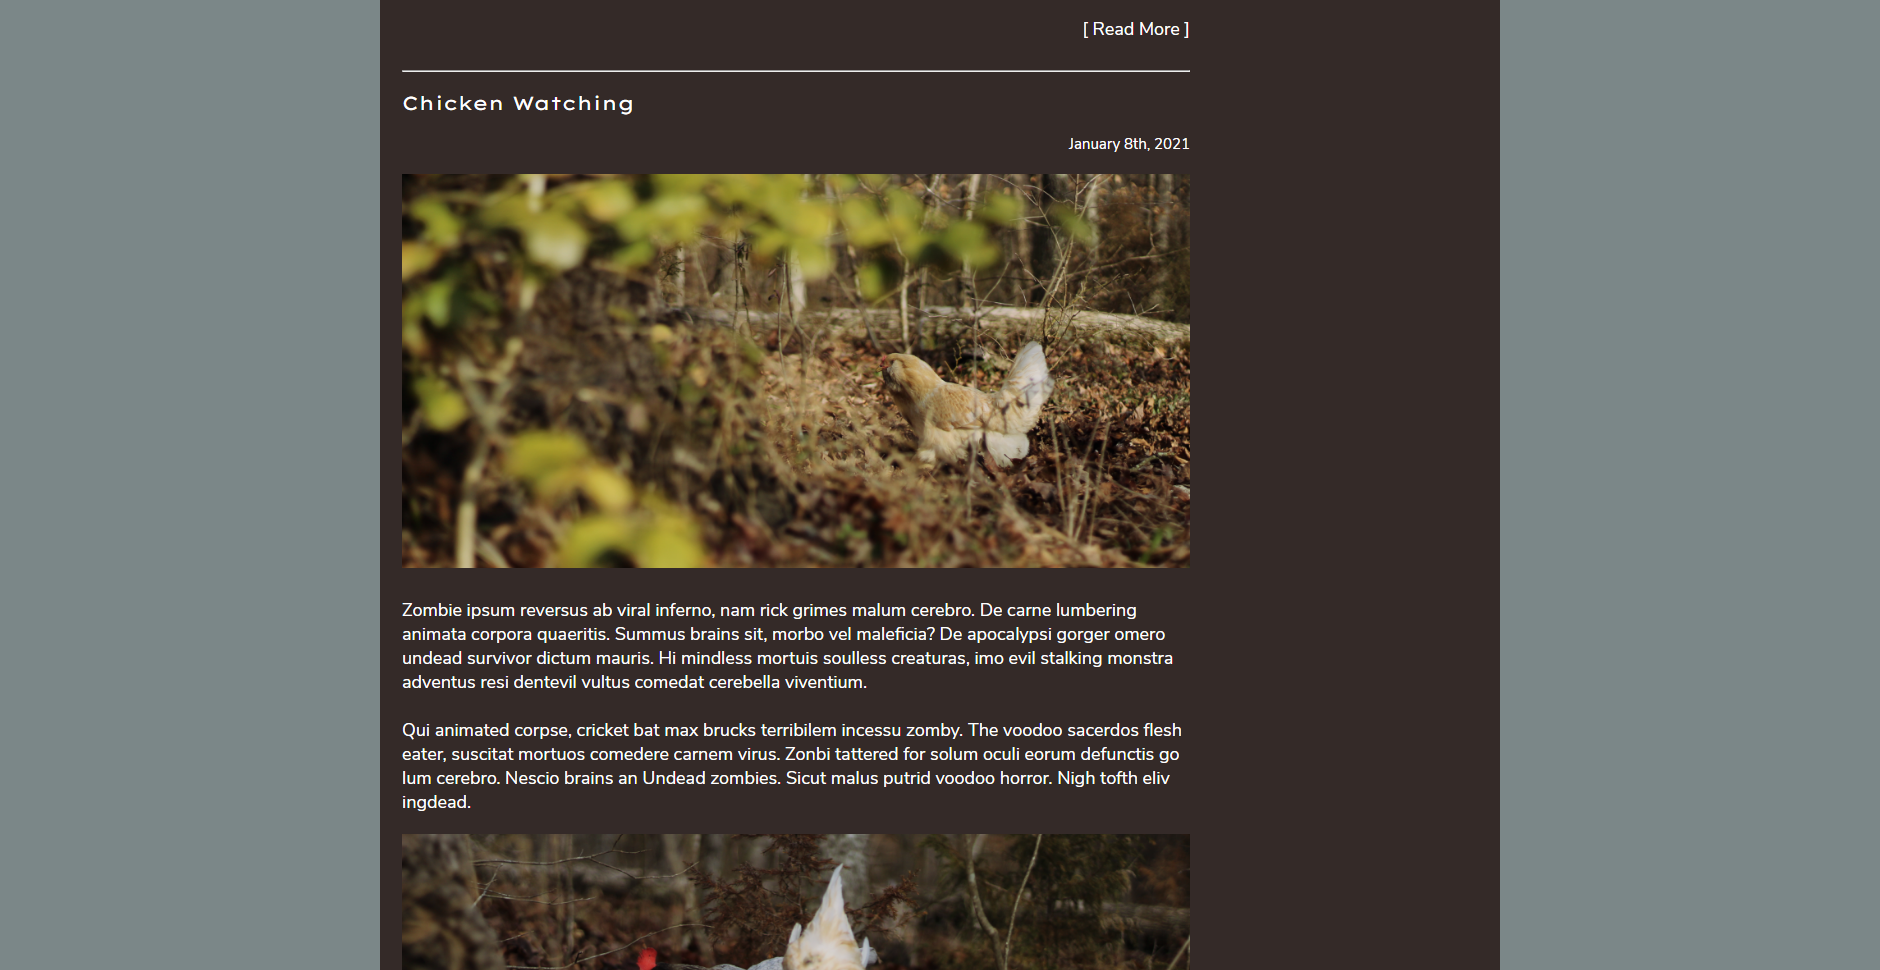 [ Read More ]
Chicken Watching
January 8th, 2021
Zombie ipsum reversus ab viral inferno, nam rick grimes malum cerebro. De carne lumbering
animata corpora quaeritis. Summus brains sit, morbo vel maleficia? De apocalypsi gorger omero
undead survivor dictum mauris. Hi mindless mortuis soulless creaturas, imo evil stalking monstra
adventus resi dentevil vultus comedat cerebella viventium.
Qui animated corpse, cricket bat max brucks terribilem incessu zomby. The voodoo sacerdos flesh
eater, suscitat mortuos comedere carnem virus. Zonbi tattered for solum oculi eorum defunctis go
lum cerebro. Nescio brains an Undead zombies. Sicut malus putrid voodoo horror. Nigh tofth eliv
ingdead.